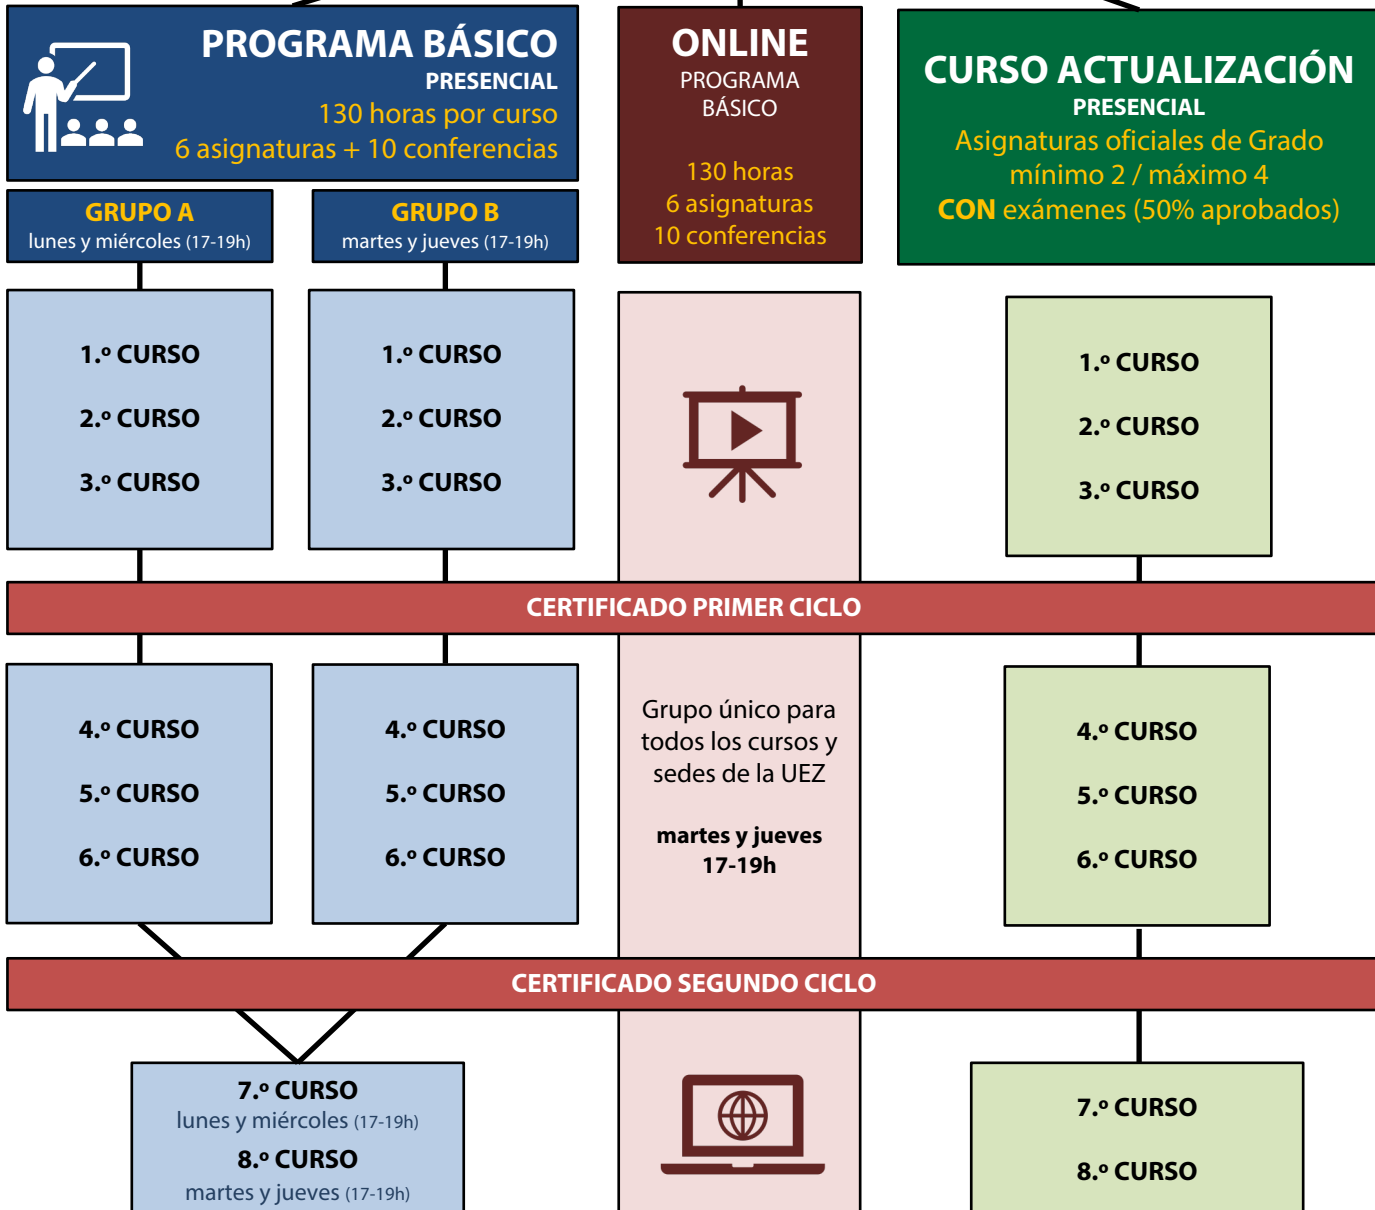 PROGRAMA BÁSICO
PRESENCIAL
130 horas por curso
6 asignaturas + 10 conferencias
GRUPO A
lunes y miércoles (17-19h)
GRUPO B
martes y jueves (17-19h)
ONLINE
PROGRAMA
BÁSICO
130 horas
6 asignaturas
10 conferencias
CURSO ACTUALIZACIÓN
PRESENCIAL
Asignaturas oficiales de Grado
mínimo 2 / máximo 4
CON exámenes (50% aprobados)
1.º CURSO
2.º CURSO
3.º CURSO
1.º CURSO
2.º CURSO
3.º CURSO
1.º CURSO
2.º CURSO
3.º CURSO
CERTIFICADO PRIMER CICLO
4.º CURSO
5.º CURSO
6.º CURSO
4.º CURSO
5.º CURSO
6.º CURSO
Grupo único para
todos los cursos y
sedes de la UEZ
martes y jueves
17-19h
4.º CURSO
5.º CURSO
6.º CURSO
CERTIFICADO SEGUNDO CICLO
7.º CURSO
lunes y miércoles (17-19h)
8.º CURSO
martes y jueves (17-19h)
7.º CURSO
8.º CURSO